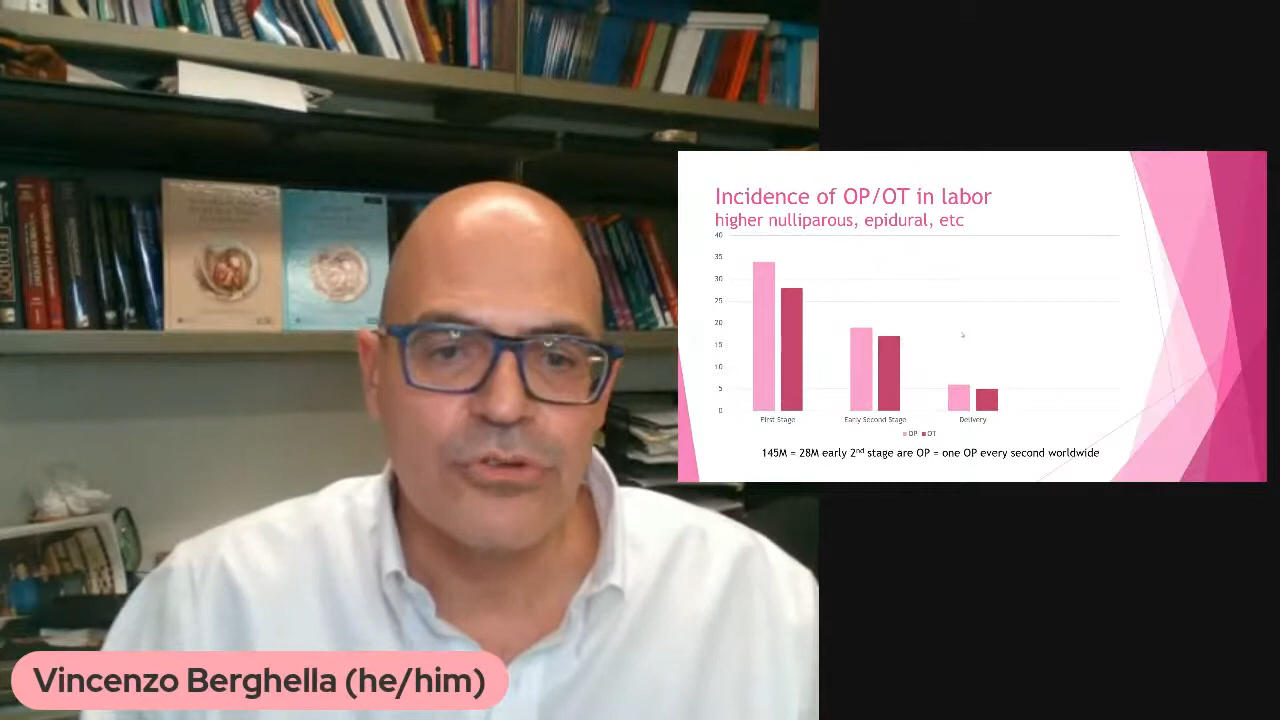 Incidence of OP/OT in labor
higher nulliparous, epidural, etc
40
35
30
25
20
15
10
5
0
First Stage
Early Second Stage
Delivery
OP OT
145M = 28M early 2nd stage are OP = one OP every second worldwide
Vincenzo Berghella (he/him)